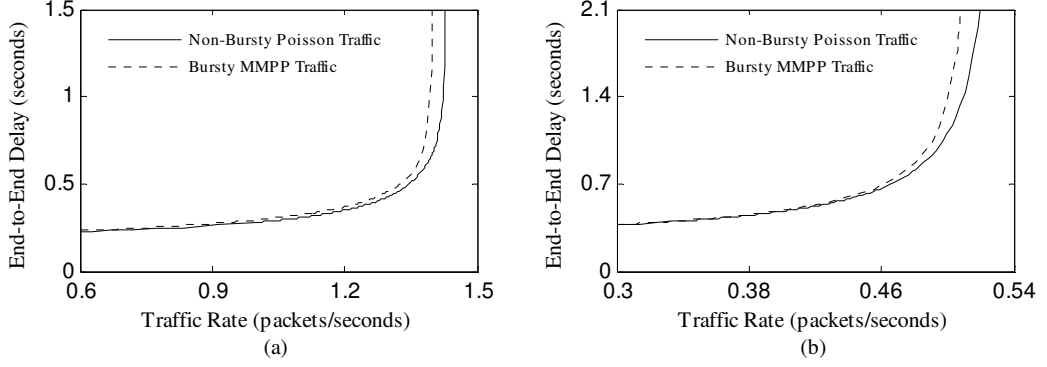 End-to-End Delay (seconds)
1.5
1
0.5
0
Non-Bursty Poisson Traffic
Bursty MMPP Traffic
0.6 0.9 1.2 1.5
Traffic Rate (packets/seconds)
(a)
End-to-End Delay (seconds)
2.1
1.4
0.7
0
Non-Bursty Poisson Traffic
Bursty MMPP Traffic
0.3 0.38 0.46 0.54
Traffic Rate (packets/seconds)
(b)